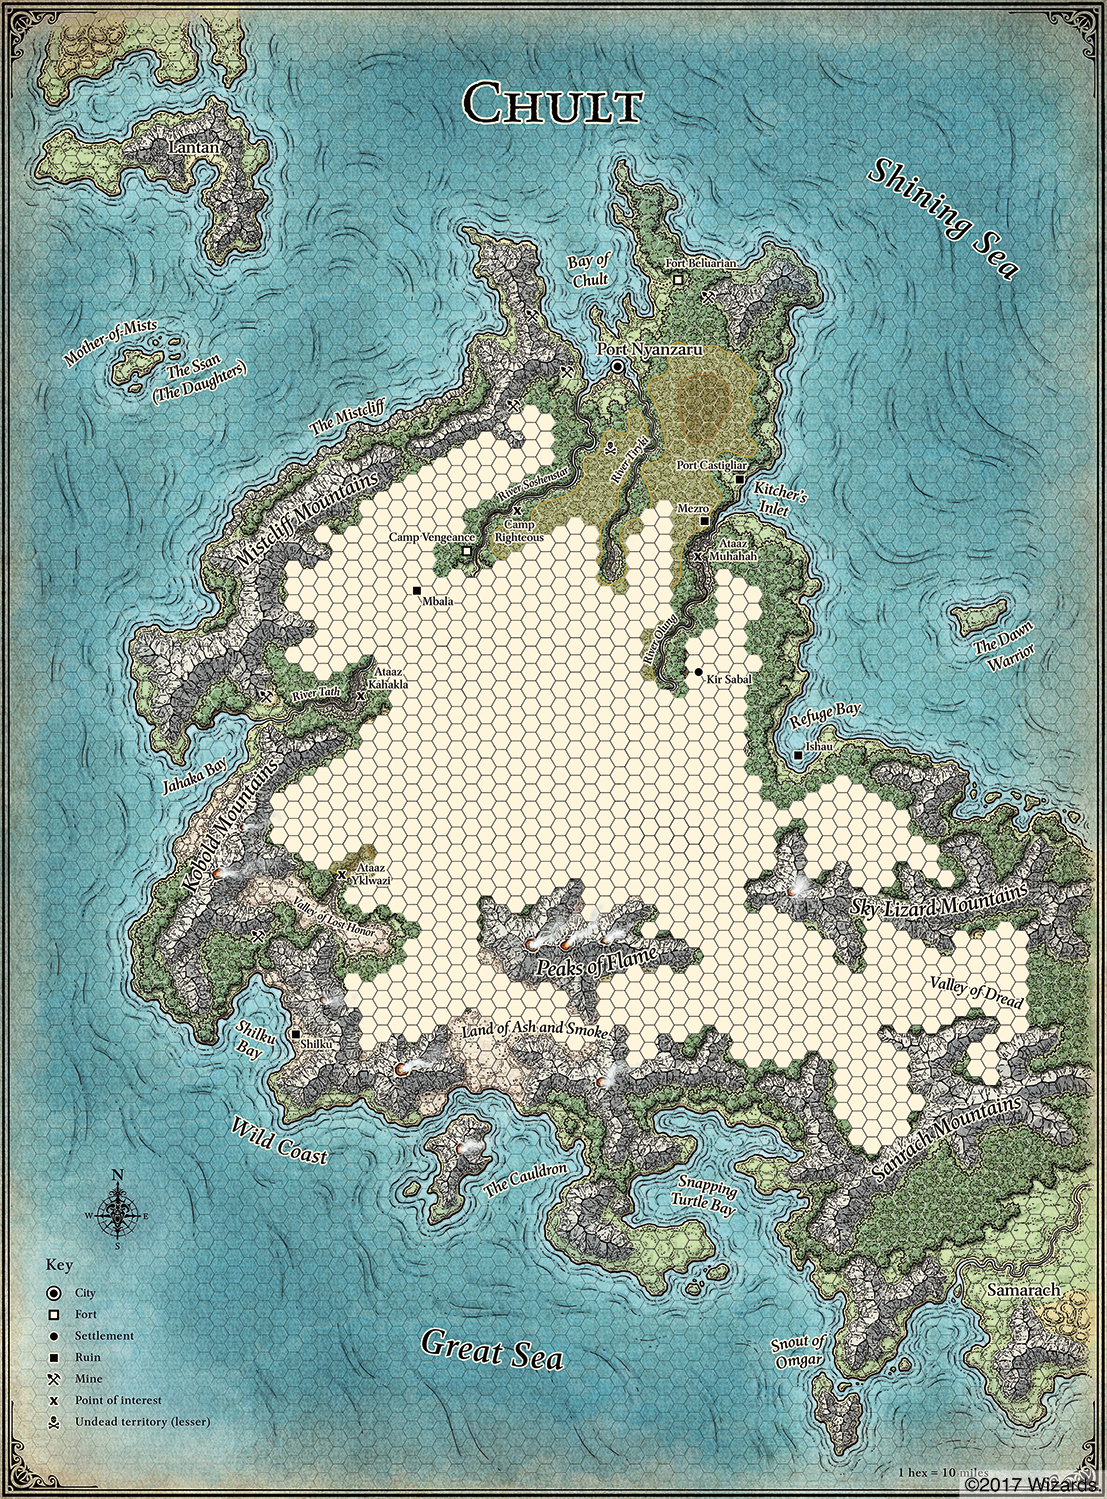 CHULT
Lantan
Shining Sea
Bay of
Chult
Fort Beluarian
Mother-of-Mists
The Ssan
(The Daughters)
Port Nyanzaru
The Mistcliff
River Tiryki
Port Castigliar
Mistcliff Mountains
River Soshenstar
Kitcher's
Inlet
Mezro
Camp
Righteous
Camp Vengeance
Ataaz
Muhahah
Mbala
The Dawn
Warrior
River Olung
Kir Sabal
Ataaz
Kahakla
River Tath
Refuge Bay
Ishau
Jahaka Bay
Kobold Mountains
Ataaz
Yklwazi
Valley of Lost Honor
Sky Lizard Mountains
Peaks of Flame
Valley of Dread
Land of Ash and Smoke
Shilku
Bay
Shilku
Wild Coast
Sanrach Mountains
The Cauldron
Snapping
Turtle Bay
N
W
E
S
Key
City
Fort
Settlement
Ruin
Mine
Point of interest
Undead territory (lesser)
Samarach
Great Sea
Snout of
Omgar
1 hex = 10 miles
©2017 Wizards.